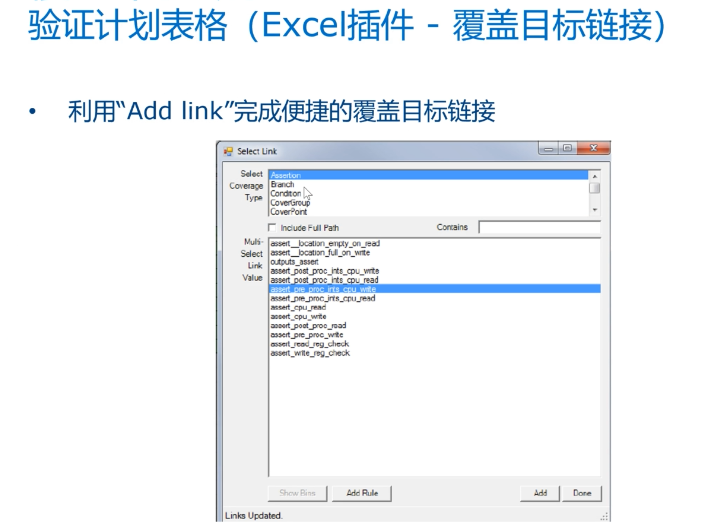 验证计划表格（Excel插件 - 覆盖目标链接）
• 利用“Add link”完成便捷的覆盖目标链接
Select Link
Select Coverage Type
Assertion
Branch
Condition
CoverGroup
CoverPoint
Include Full Path
Contains
Multi-Select Link Value
assert__location_empty_on_read
assert__location_full_on_write
outputs_assert
assert_post_proc_ints_cpu_write
assert_post_proc_ints_cpu_read
assert_pre_proc_ints_cpu_write
assert_pre_proc_ints_cpu_read
assert_cpu_read
assert_cpu_write
assert_post_proc_read
assert_pre_proc_write
assert_read_reg_check
assert_write_reg_check
Show Bins
Add Rule
Add
Done
Links Updated.